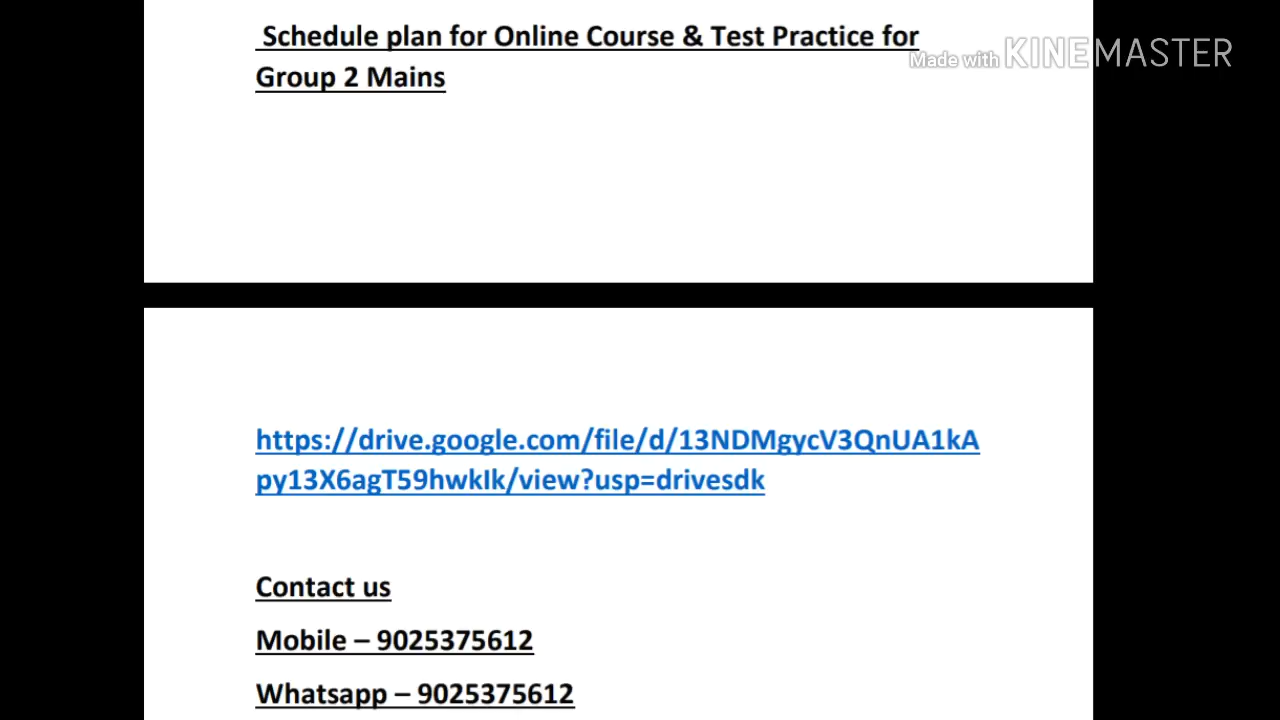 Schedule plan for Online Course & Test Practice for
Made with KINEMASTER
Group 2 Mains
https://drive.google.com/file/d/13NDMgycV3QnUA1kA
py13X6agT59hwkIk/view?usp=drivesdk
Contact us
Mobile – 9025375612
Whatsapp – 9025375612